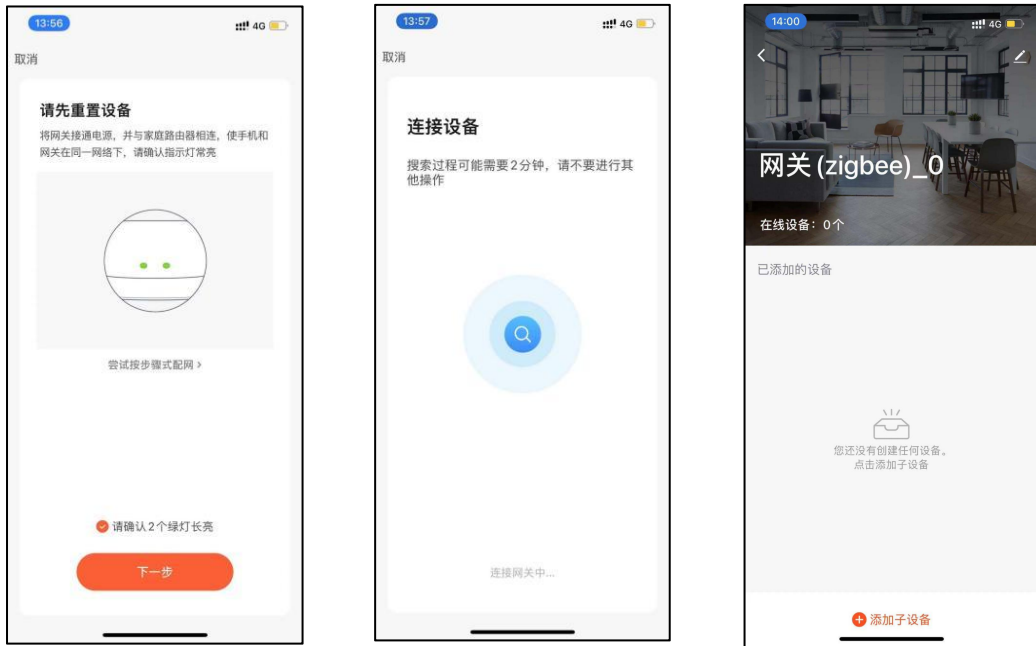 13:56
4G
取消
请先重置设备
将网关接通电源，并与家庭路由器相连，使手机和
网关在同一网络下，请确认指示灯常亮
尝试按步骤式配网 >
请确认2个绿灯长亮
下一步
13:57
4G
取消
连接设备
搜索过程可能需要2分钟，请不要进行其
他操作
连接网关中...
14:00
4G
网关(zigbee)_0
在线设备：0个
已添加的设备
您还没有创建任何设备。
点击添加子设备
添加子设备